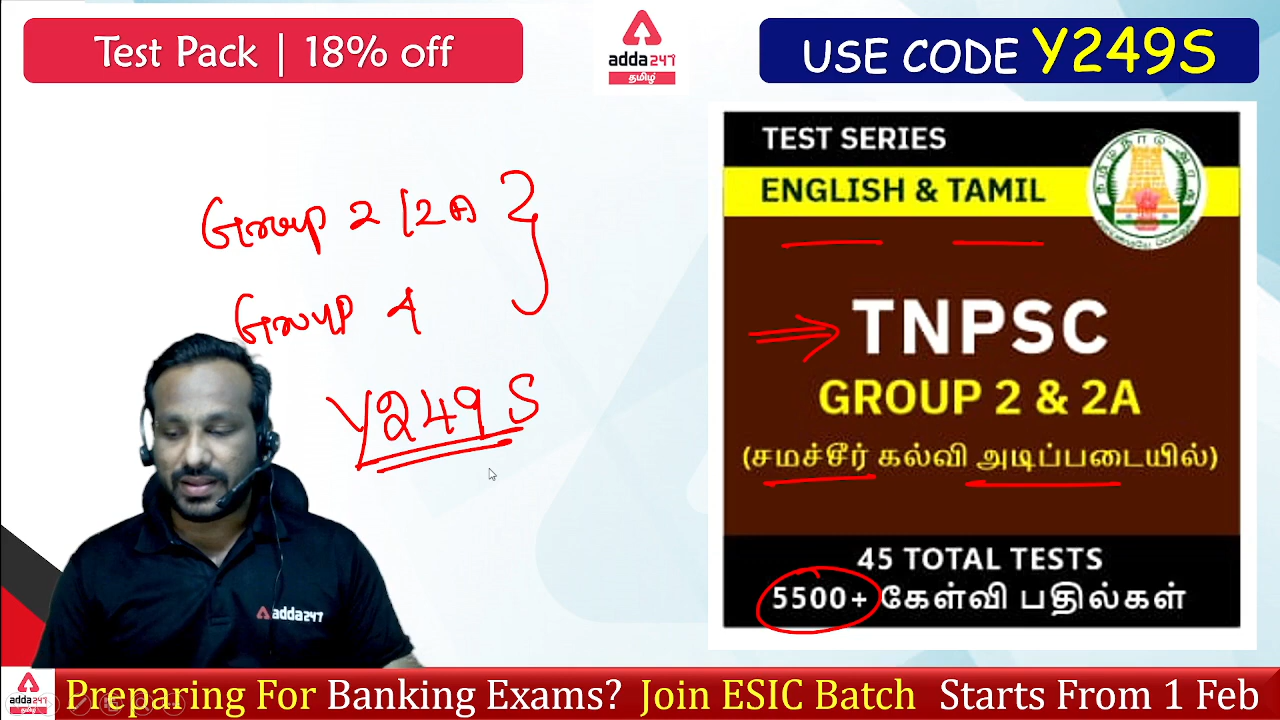 Test Pack | 18% off
adda247
தமிழ்
USE CODE Y249S
TEST SERIES
ENGLISH & TAMIL
Group 2/2A
Group 4
Y249S
TNPSC
GROUP 2 & 2A
(சமச்சீர் கல்வி அடிப்படையில்)
45 TOTAL TESTS
5500+ கேள்வி பதில்கள்
adda247
adda247
தமிழ்
Preparing For Banking Exams? Join ESIC Batch Starts From 1 Feb